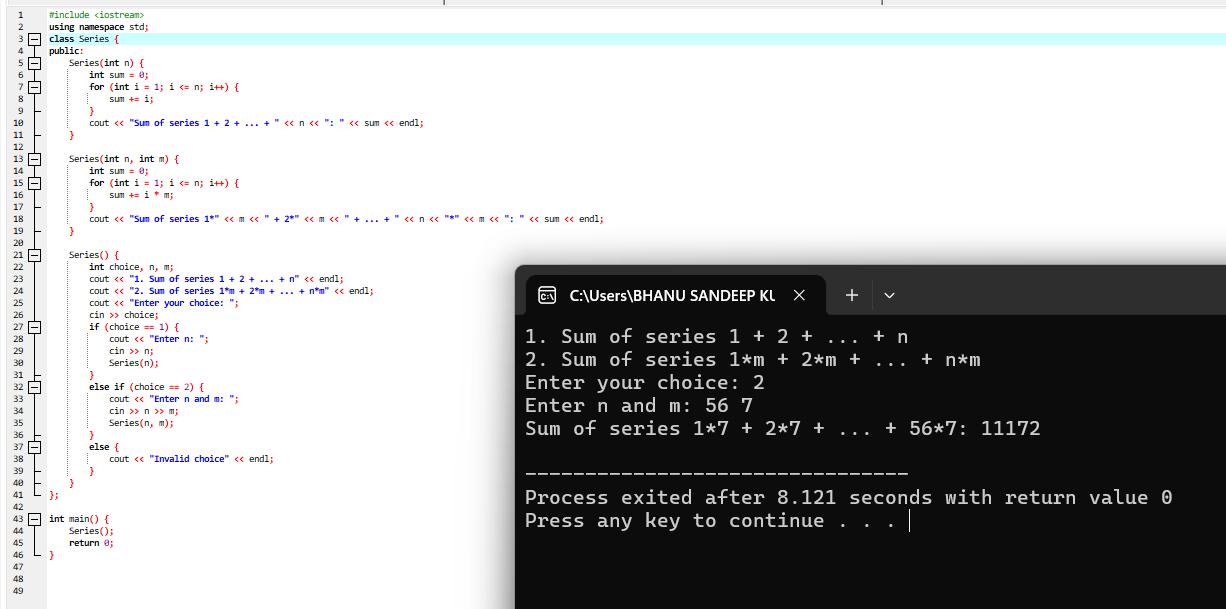 1 #include <iostream>
2 using namespace std;
3 class Series {
4 public:
5 Series(int n) {
6 int sum = 0;
7 for (int i = 1; i <= n; i++) {
8 sum += i;
9 }
10 cout << "Sum of series 1 + 2 + ... + " << n << ": " << sum << endl;
11 }
12
13 Series(int n, int m) {
14 int sum = 0;
15 for (int i = 1; i <= n; i++) {
16 sum += i * m;
17 }
18 cout << "Sum of series 1*" << m << " + 2*" << m << " + ... + " << n << "*" << m << ": " << sum << endl;
19 }
20
21 Series() {
22 int choice, n, m;
23 cout << "1. Sum of series 1 + 2 + ... + n" << endl;
24 cout << "2. Sum of series 1*m + 2*m + ... + n*m" << endl;
25 cout << "Enter your choice: ";
26 cin >> choice;
27 if (choice == 1) {
28 cout << "Enter n: ";
29 cin >> n;
30 Series(n);
31 }
32 else if (choice == 2) {
33 cout << "Enter n and m: ";
34 cin >> n >> m;
35 Series(n, m);
36 }
37 else {
38 cout << "Invalid choice" << endl;
39 }
40 }
41 };
42
43 int main() {
44 Series();
45 return 0;
46 }
47
48
49
C:\Users\BHANU SANDEEP KU
1. Sum of series 1 + 2 + ... + n
2. Sum of series 1*m + 2*m + ... + n*m
Enter your choice: 2
Enter n and m: 56 7
Sum of series 1*7 + 2*7 + ... + 56*7: 11172
--------------------------------
Process exited after 8.121 seconds with return value 0
Press any key to continue . . .